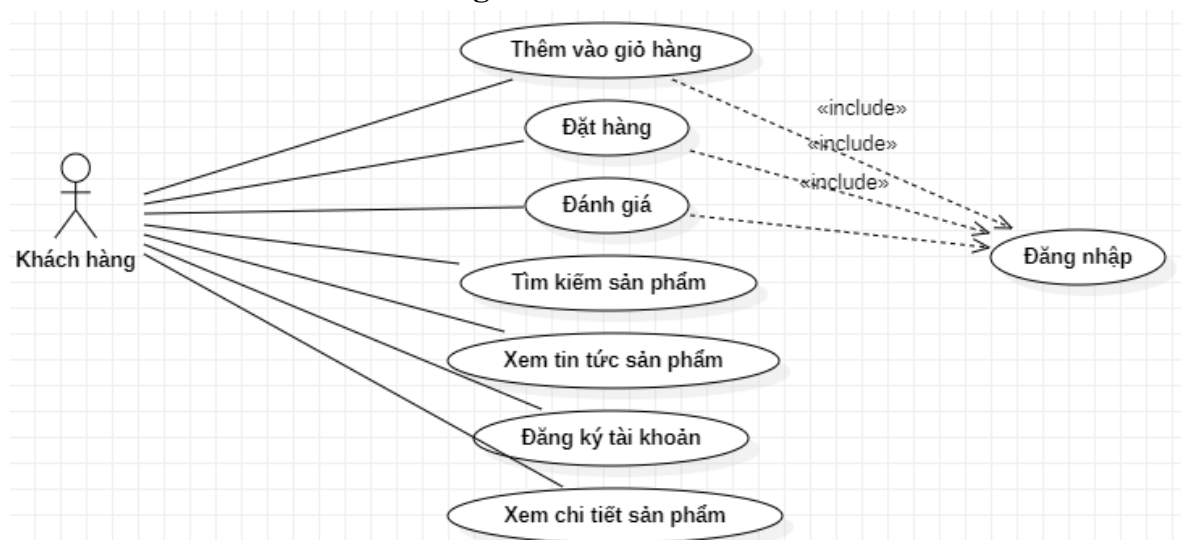 Thêm vào giỏ hàng
«include»
Đặt hàng
«include»
«include»
Đánh giá
Khách hàng
Đăng nhập
Tìm kiếm sản phẩm
Xem tin tức sản phẩm
Đăng ký tài khoản
Xem chi tiết sản phẩm